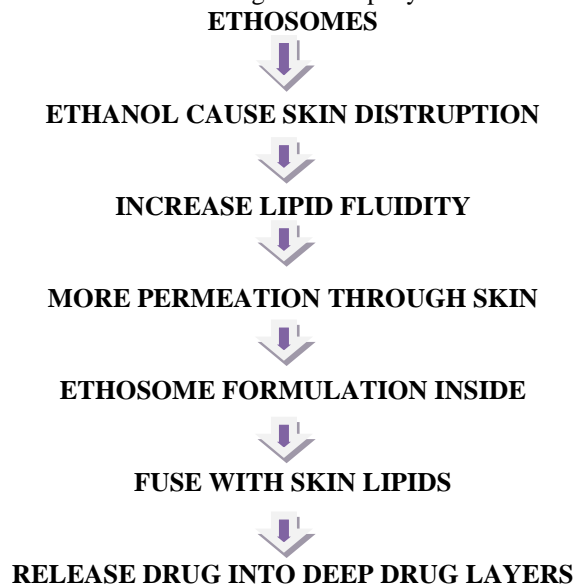 ETHOSOMES
ETHANOL CAUSE SKIN DISTRUPTION
INCREASE LIPID FLUIDITY
MORE PERMEATION THROUGH SKIN
ETHOSOME FORMULATION INSIDE
FUSE WITH SKIN LIPIDS
RELEASE DRUG INTO DEEP DRUG LAYERS